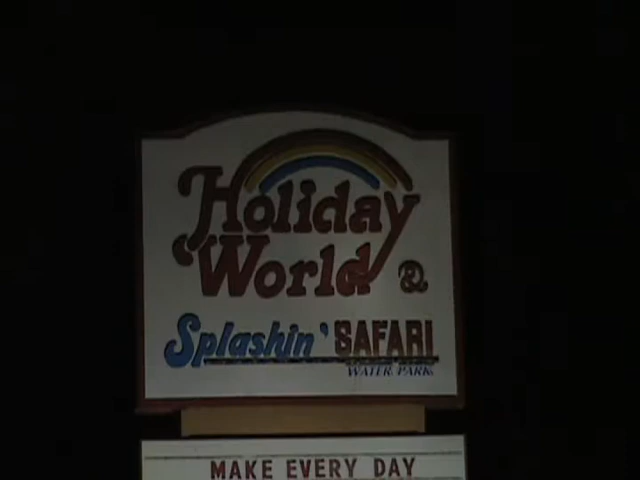 Holiday
World &
Splashin' SAFARI
WATER PARK
MAKE EVERY DAY